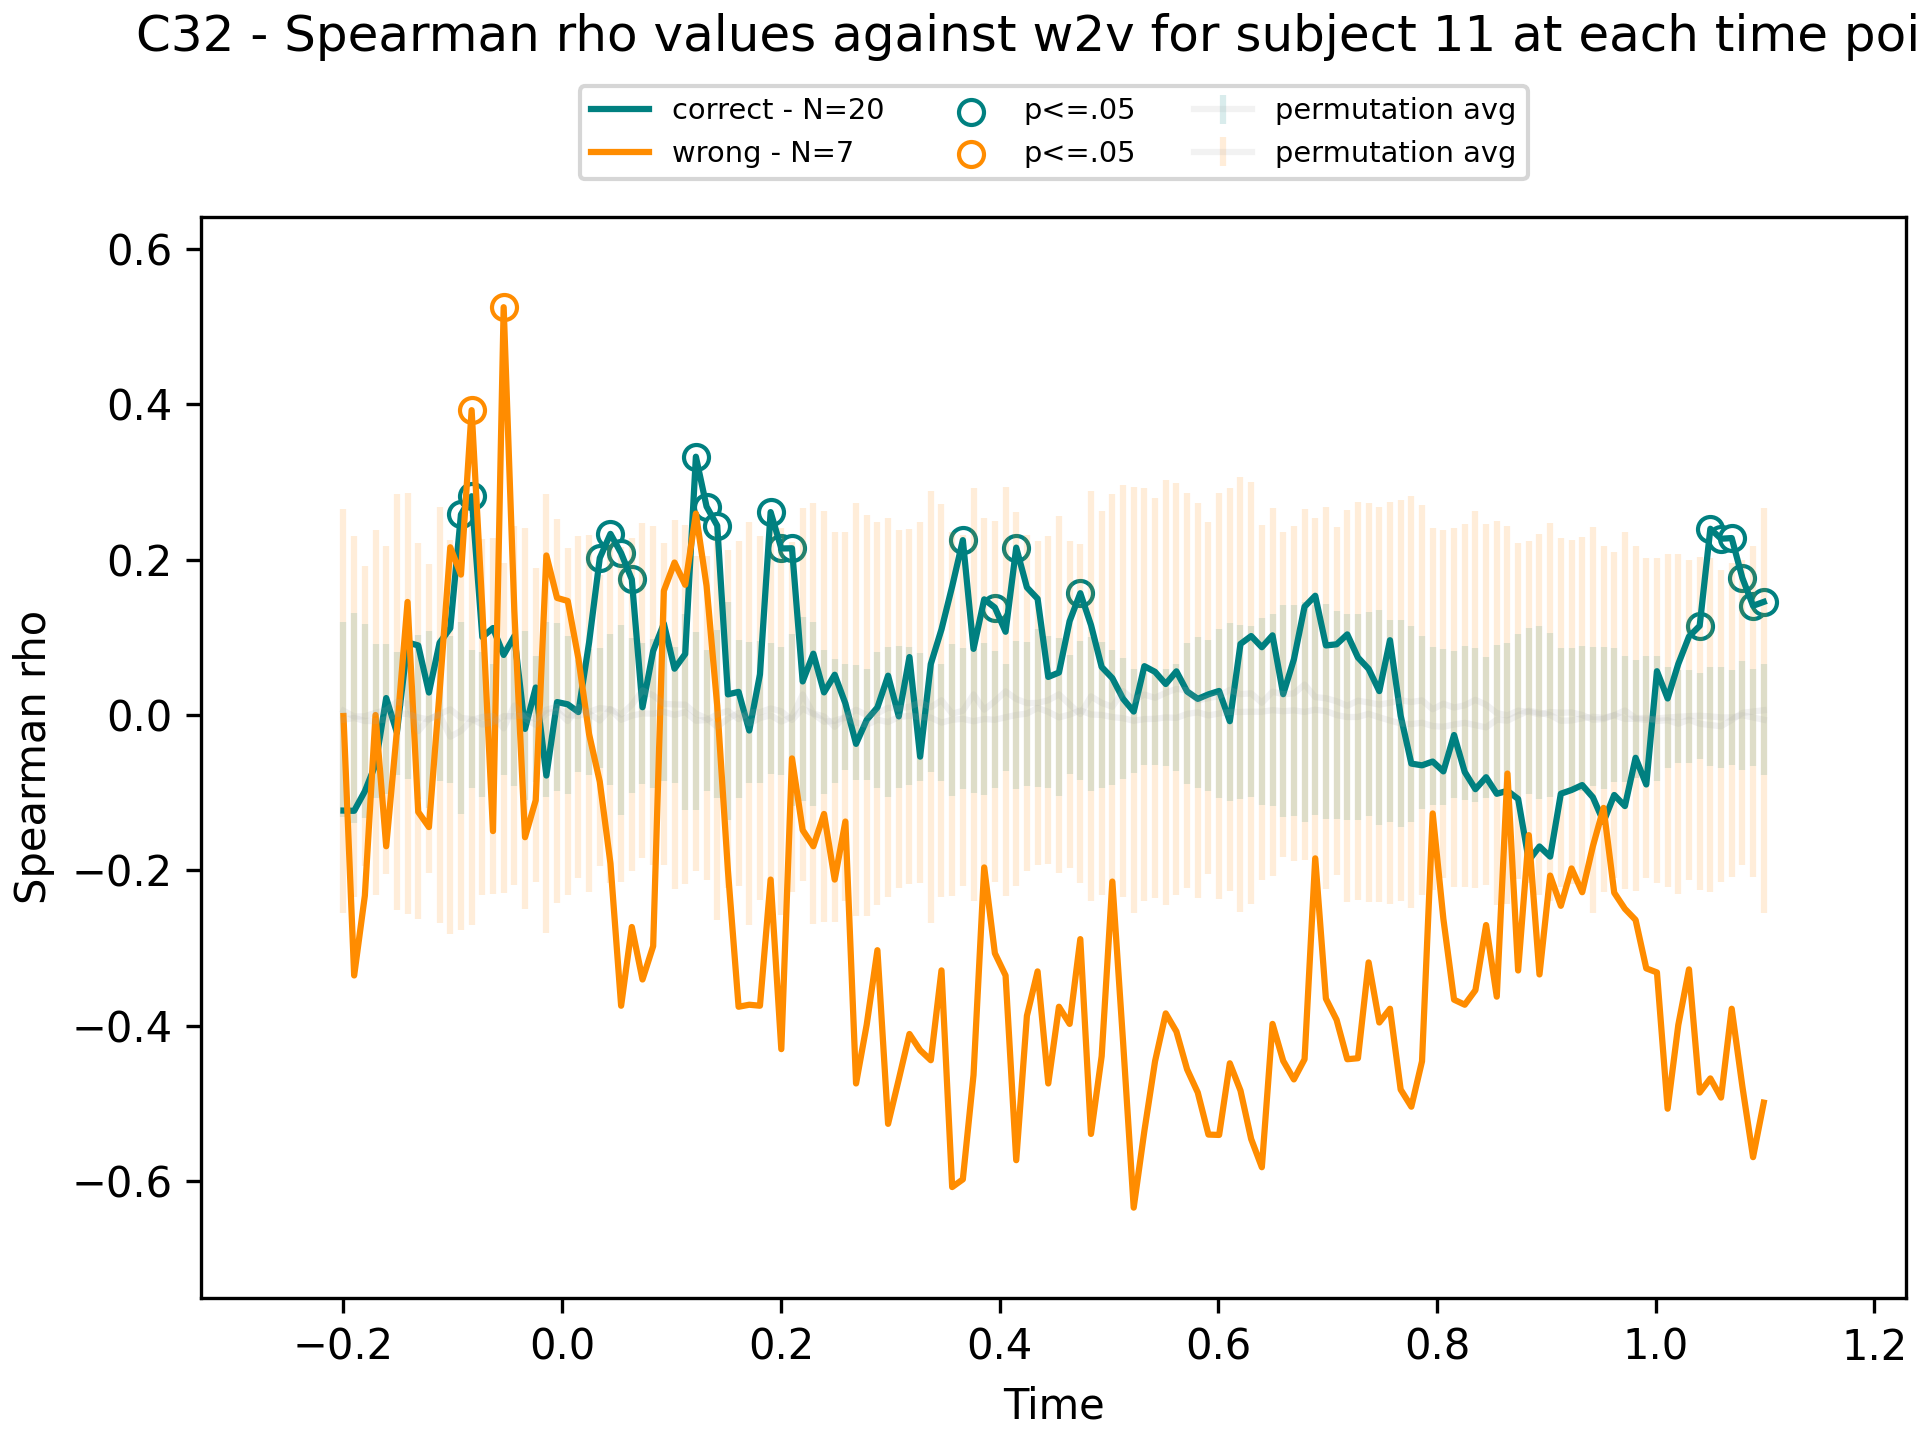 C32 - Spearman rho values against w2v for subject 11 at each time poi
correct - N=20 p<=.05 permutation avg
wrong - N=7 p<=.05 permutation avg
0.6
0.4
0.2
0.0
−0.2
−0.4
−0.6
Spearman rho
−0.2 0.0 0.2 0.4 0.6 0.8 1.0 1.2
Time